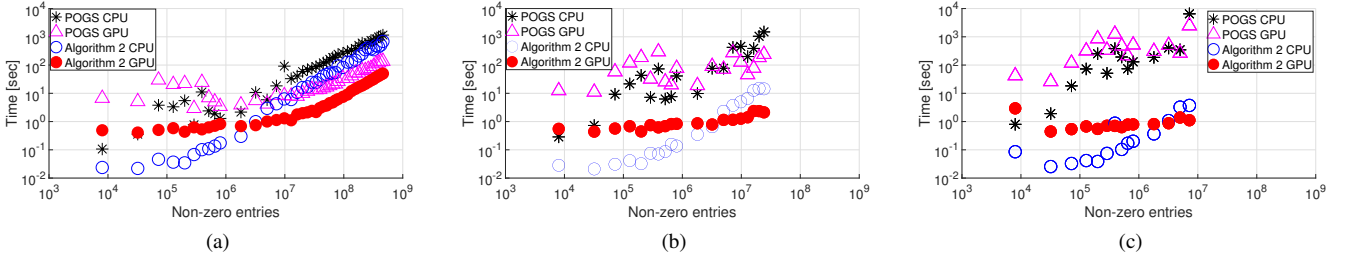 POGS CPU
POGS GPU
Algorithm 2 CPU
Algorithm 2 GPU
Time [sec]
10^3
10^2
10^1
10^0
10^-1
10^-2
10^3 10^4 10^5 10^6 10^7 10^8 10^9
Non-zero entries
(a)
POGS CPU
POGS GPU
Algorithm 2 CPU
Algorithm 2 GPU
Time [sec]
10^3
10^2
10^1
10^0
10^-1
10^-2
10^3 10^4 10^5 10^6 10^7 10^8 10^9
Non-zero entries
(b)
POGS CPU
POGS GPU
Algorithm 2 CPU
Algorithm 2 GPU
Time [sec]
10^4
10^3
10^2
10^1
10^0
10^-1
10^-2
10^3 10^4 10^5 10^6 10^7 10^8 10^9
Non-zero entries
(c)